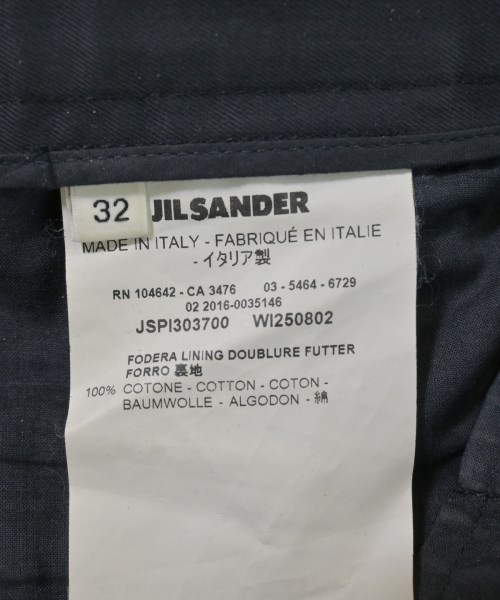 32
JIL SANDER
MADE IN ITALY - FABRIQUÉ EN ITALIE
- イタリア製
RN 104642 - CA 3476 03 - 5464 - 6729
02 2016-0035146
JSPI303700 WI250802
FODERA LINING DOUBLURE FUTTER
FORRO 裏地
100% COTONE - COTTON - COTON -
BAUMWOLLE - ALGODON - 綿